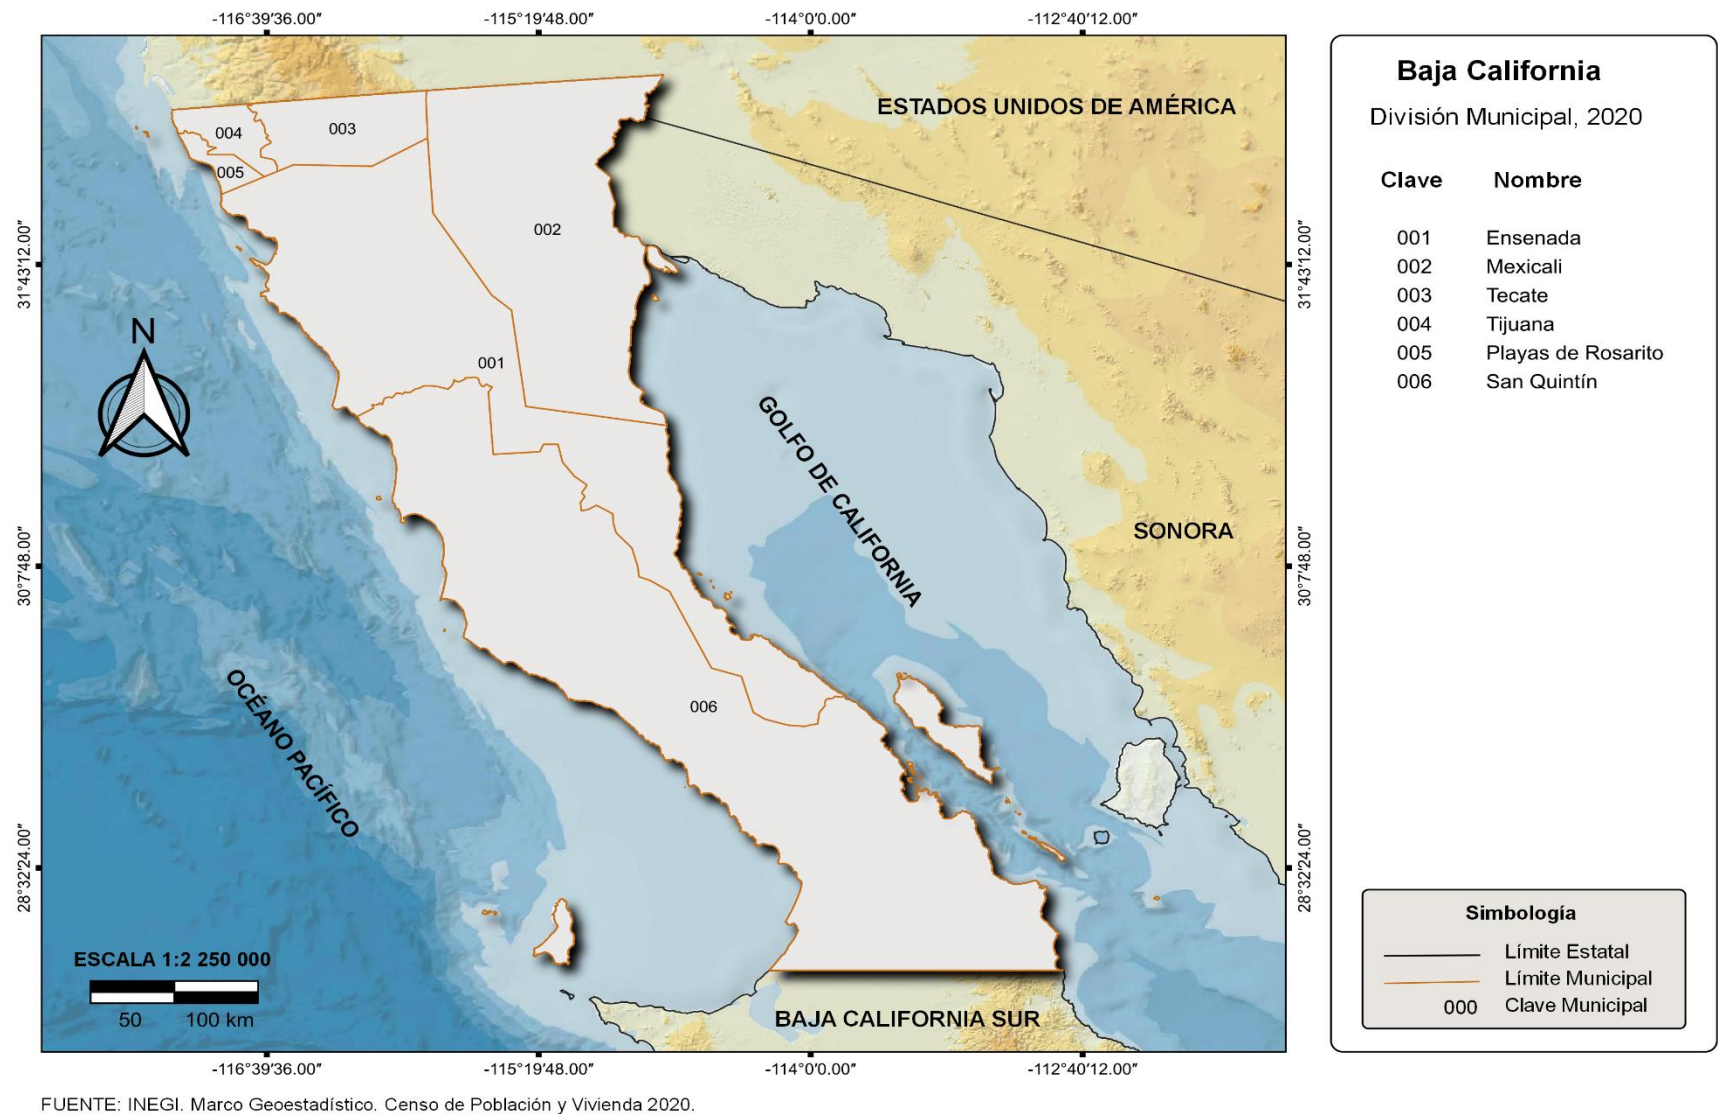 -116°39'36.00″
-115°19'48.00″
-114°0'0.00″
-112°40'12.00″
ESTADOS UNIDOS DE AMÉRICA
004
003
005
002
31°43'12.00″
31°43'12.00″
N
001
GOLFO DE CALIFORNIA
SONORA
30°7'48.00″
30°7'48.00″
OCÉANO PACÍFICO
006
28°32'24.00″
28°32'24.00″
ESCALA 1:2 250 000
50 100 km
BAJA CALIFORNIA SUR
-116°39'36.00″
-115°19'48.00″
-114°0'0.00″
-112°40'12.00″
Baja California
División Municipal, 2020
Clave Nombre
001 Ensenada
002 Mexicali
003 Tecate
004 Tijuana
005 Playas de Rosarito
006 San Quintín
Simbología
Límite Estatal
Límite Municipal
000 Clave Municipal
FUENTE: INEGI. Marco Geoestadístico. Censo de Población y Vivienda 2020.